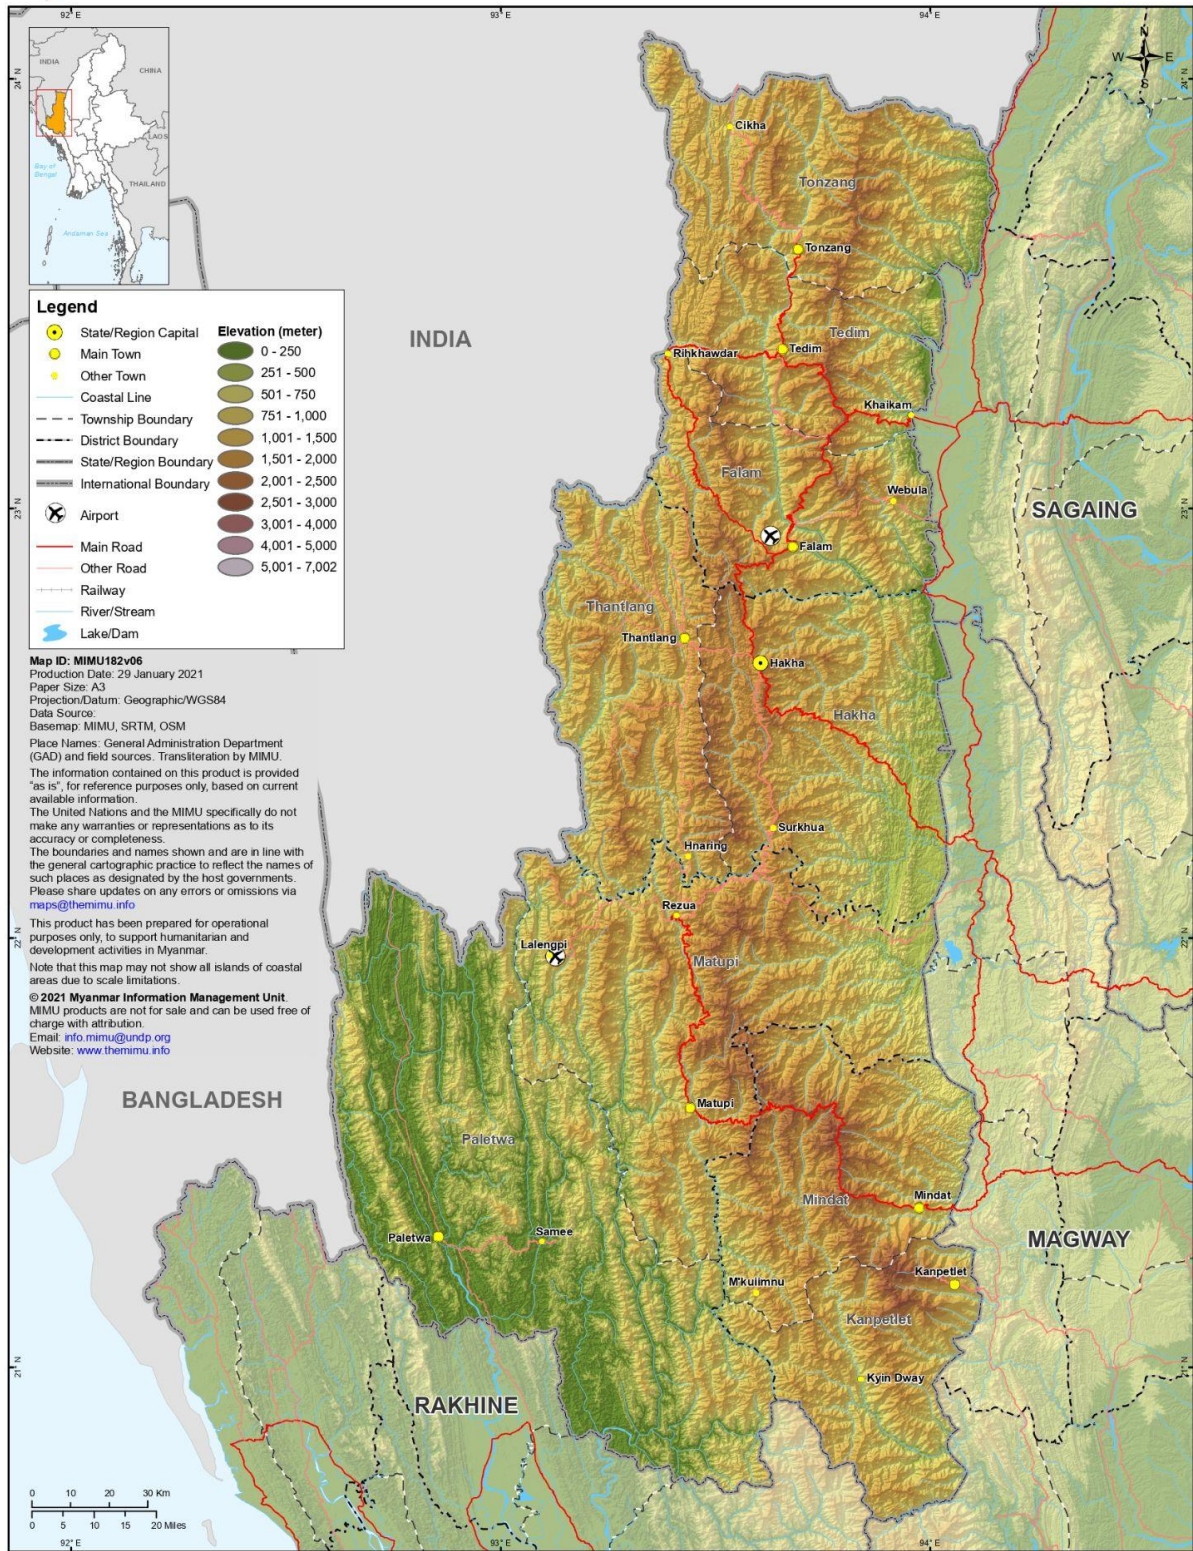 92° E
93° E
94° E
24° N
24° N
N
W
E
S
INDIA
CHINA
LAOS
Bay of
Bengal
THAILAND
Andaman Sea
Cikha
Tonzang
Tonzang
Legend
State/Region Capital
Main Town
Other Town
Coastal Line
Township Boundary
District Boundary
State/Region Boundary
International Boundary
Airport
Main Road
Other Road
Railway
River/Stream
Lake/Dam
Elevation (meter)
0 - 250
251 - 500
501 - 750
751 - 1,000
1,001 - 1,500
1,501 - 2,000
2,001 - 2,500
2,501 - 3,000
3,001 - 4,000
4,001 - 5,000
5,001 - 7,002
INDIA
Tedim
Rihkhawdar
Tedim
Khaikam
Falam
Webula
23° N
23° N
SAGAING
Falam
Thantlang
Thantlang
Hakha
Hakha
Map ID: MIMU182v06
Production Date: 29 January 2021
Paper Size: A3
Projection/Datum: Geographic/WGS84
Data Source:
Basemap: MIMU, SRTM, OSM
Place Names: General Administration Department
(GAD) and field sources. Transliteration by MIMU.
The information contained on this product is provided
"as is", for reference purposes only, based on current
available information.
The United Nations and the MIMU specifically do not
make any warranties or representations as to its
accuracy or completeness.
The boundaries and names shown and are in line with
the general cartographic practice to reflect the names of
such places as designated by the host governments.
Please share updates on any errors or omissions via
maps@themimu.info
This product has been prepared for operational
purposes only, to support humanitarian and
development activities in Myanmar.
Note that this map may not show all islands of coastal
areas due to scale limitations.
© 2021 Myanmar Information Management Unit.
MIMU products are not for sale and can be used free of
charge with attribution.
Email: info.mimu@undp.org
Website: www.themimu.info
Surkhua
Hnaring
Rezua
22° N
22° N
Lalengpi
Matupi
BANGLADESH
Matupi
Paletwa
Mindat
Mindat
Paletwa
Samee
MAGWAY
Kanpetlet
M'kuiimnu
Kanpetlet
21° N
21° N
Kyin Dway
RAKHINE
0 10 20 30 Km
0 5 10 15 20 Miles
92° E
93° E
94° E